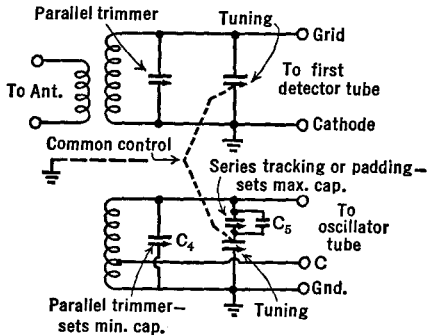 Parallel trimmer
Tuning
Grid
To Ant.
To first
detector tube
Cathode
Common control
Series tracking or padding—
sets max. cap.
C5
To
oscillator
tube
C4
C
Gnd.
Parallel trimmer—
sets min. cap.
Tuning